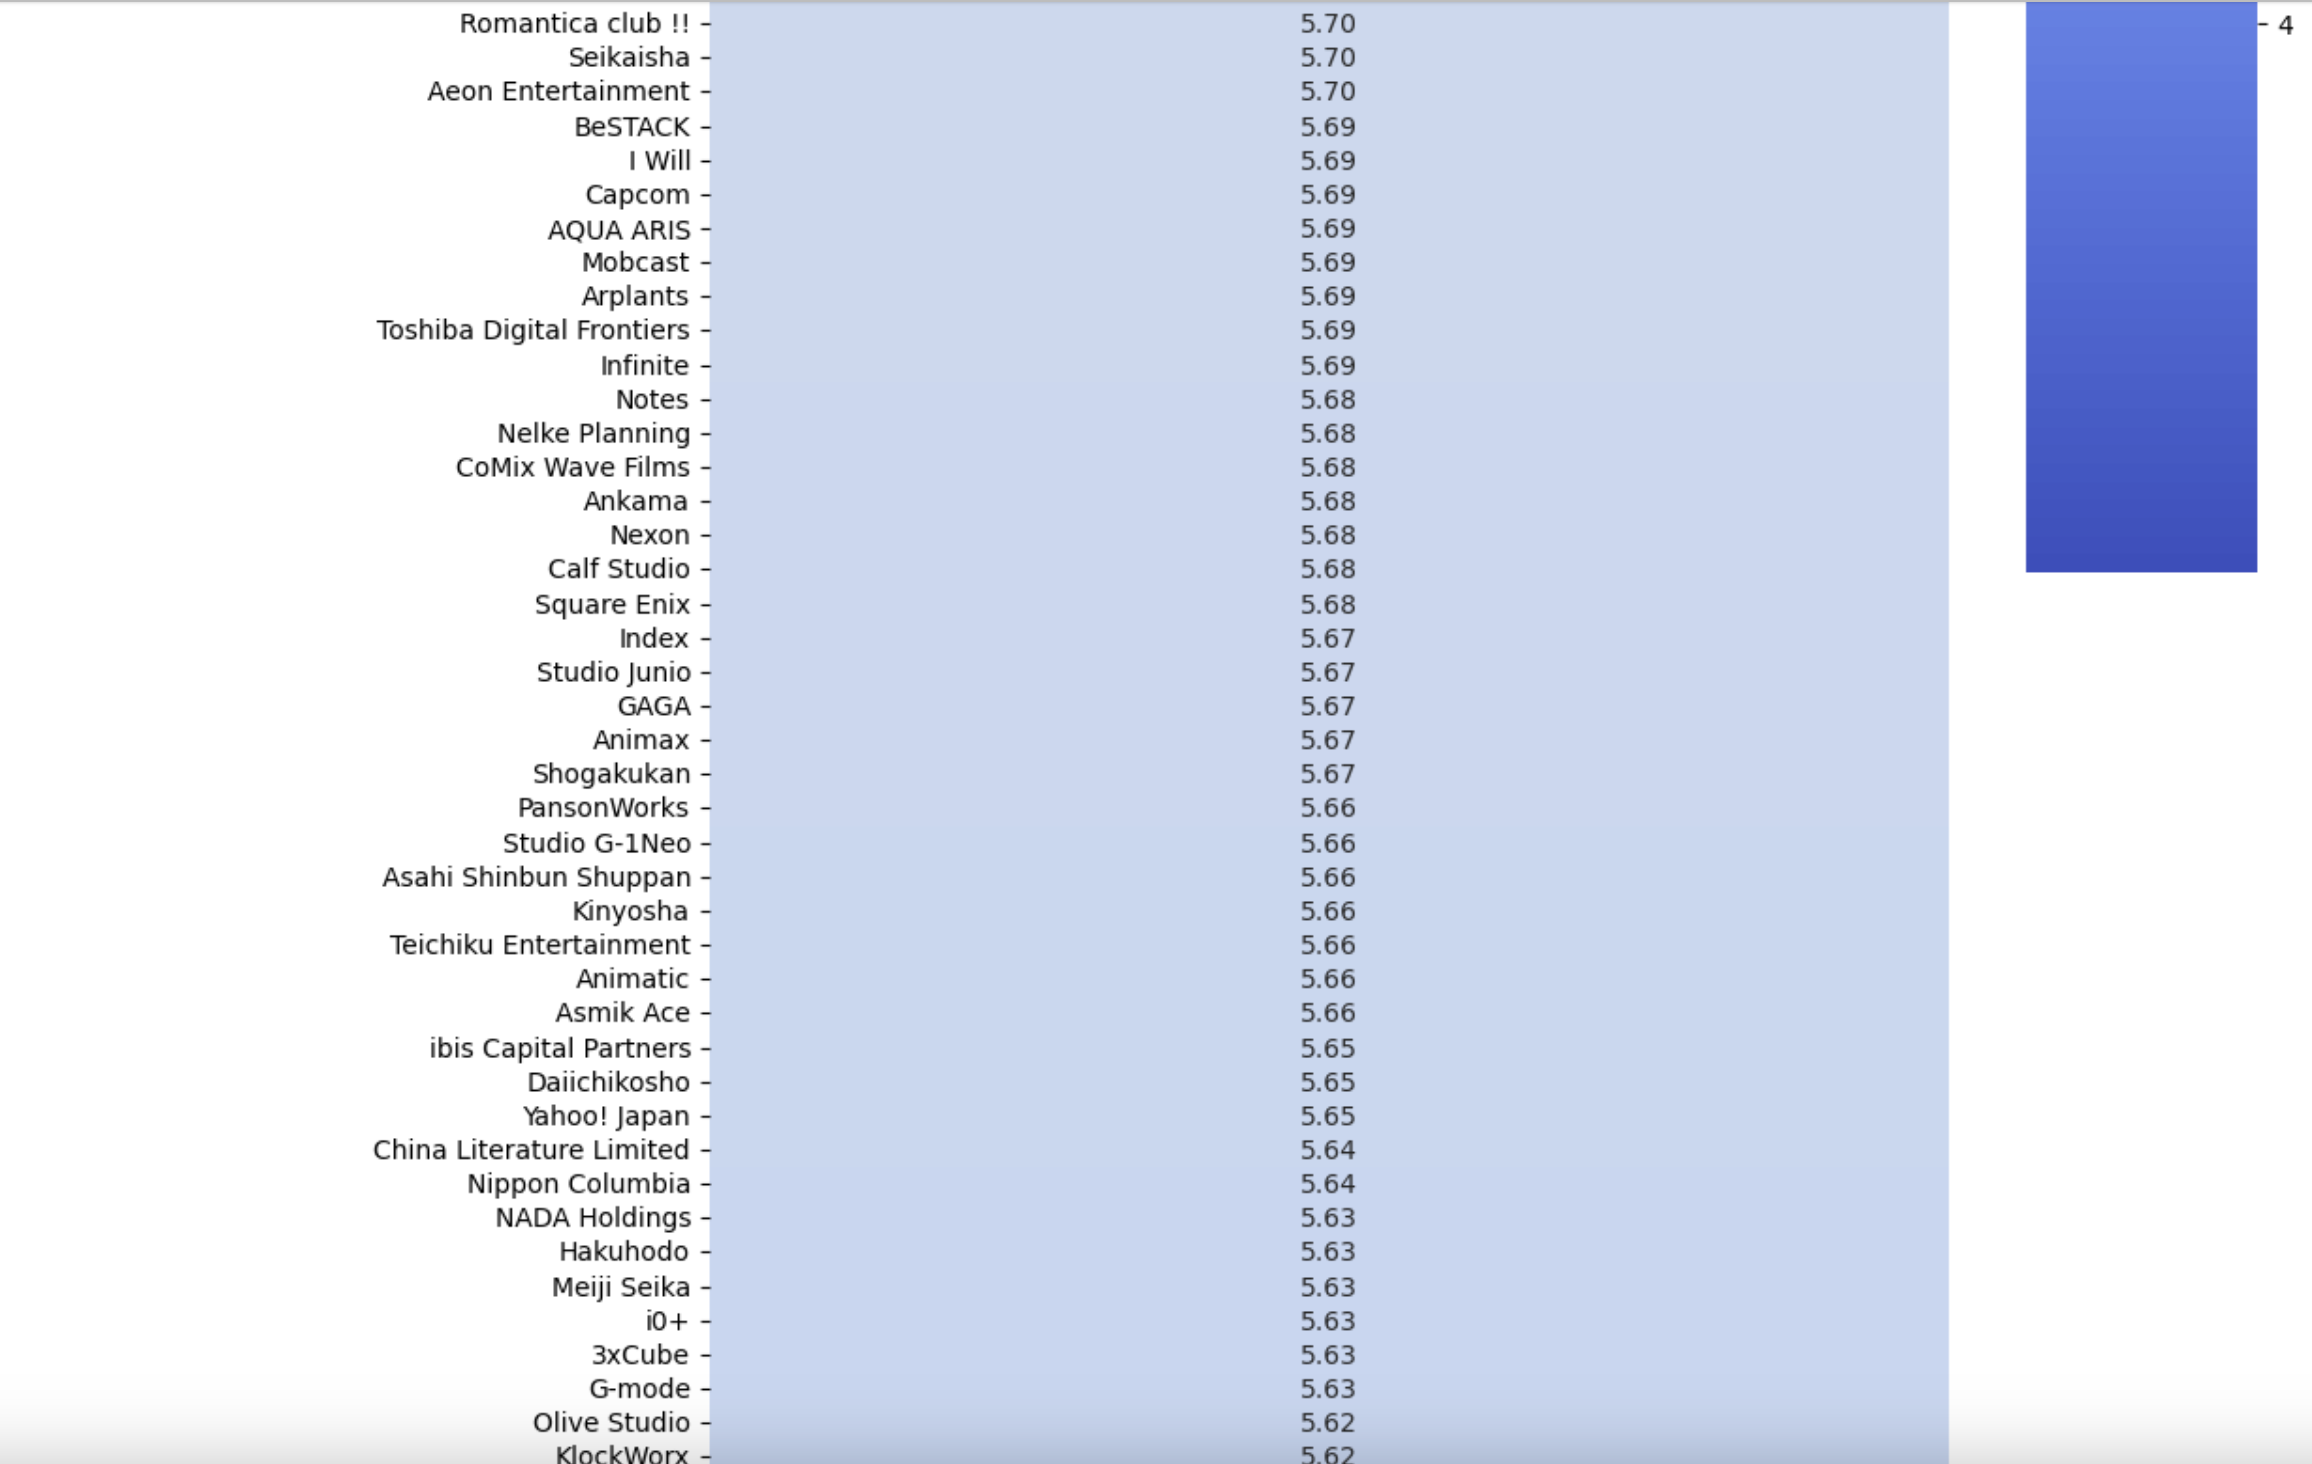 Romantica club !! 5.70 4
Seikaisha 5.70
Aeon Entertainment 5.70
BeSTACK 5.69
I Will 5.69
Capcom 5.69
AQUA ARIS 5.69
Mobcast 5.69
Arplants 5.69
Toshiba Digital Frontiers 5.69
Infinite 5.69
Notes 5.68
Nelke Planning 5.68
CoMix Wave Films 5.68
Ankama 5.68
Nexon 5.68
Calf Studio 5.68
Square Enix 5.68
Index 5.67
Studio Junio 5.67
GAGA 5.67
Animax 5.67
Shogakukan 5.67
PansonWorks 5.66
Studio G-1Neo 5.66
Asahi Shinbun Shuppan 5.66
Kinyosha 5.66
Teichiku Entertainment 5.66
Animatic 5.66
Asmik Ace 5.66
ibis Capital Partners 5.65
Daiichikosho 5.65
Yahoo! Japan 5.65
China Literature Limited 5.64
Nippon Columbia 5.64
NADA Holdings 5.63
Hakuhodo 5.63
Meiji Seika 5.63
i0+ 5.63
3xCube 5.63
G-mode 5.63
Olive Studio 5.62
KlockWorx 5.62